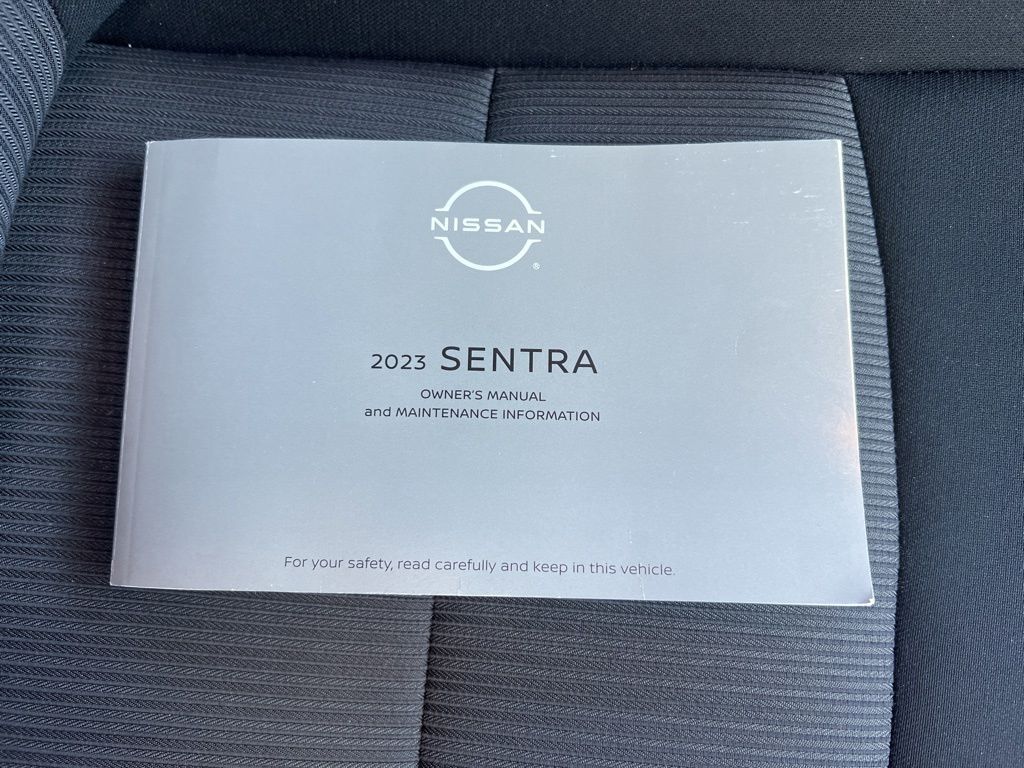 NISSAN
®
2023 SENTRA
OWNER'S MANUAL
and MAINTENANCE INFORMATION
For your safety, read carefully and keep in this vehicle.